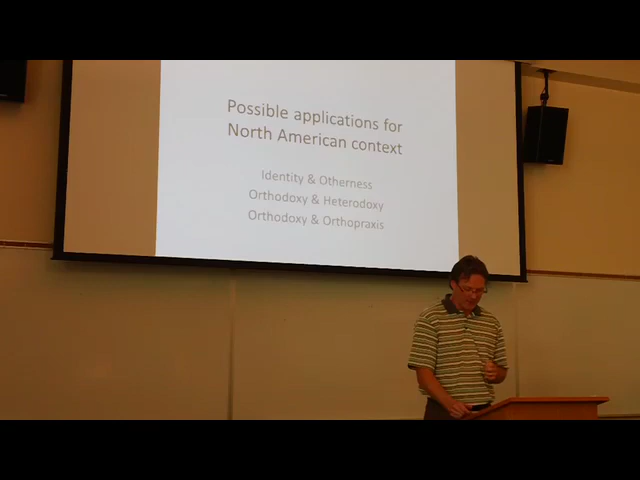 Possible applications for
North American context
Identity & Otherness
Orthodoxy & Heterodoxy
Orthodoxy & Orthopraxis